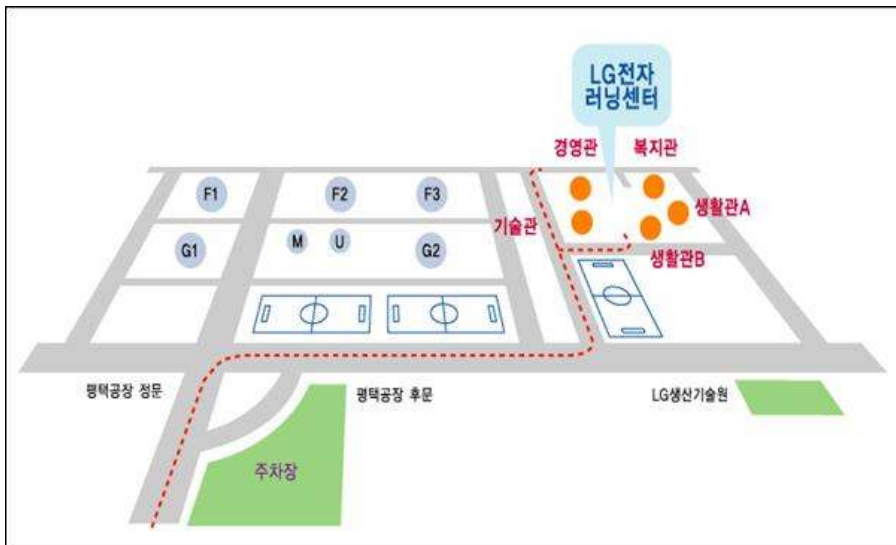 LG전자
러닝센터
경영관 복지관
F1 F2 F3
생활관A
기술관
G1 M U G2
생활관B
평택공장 정문 평택공장 후문 LG생산기술원
주차장